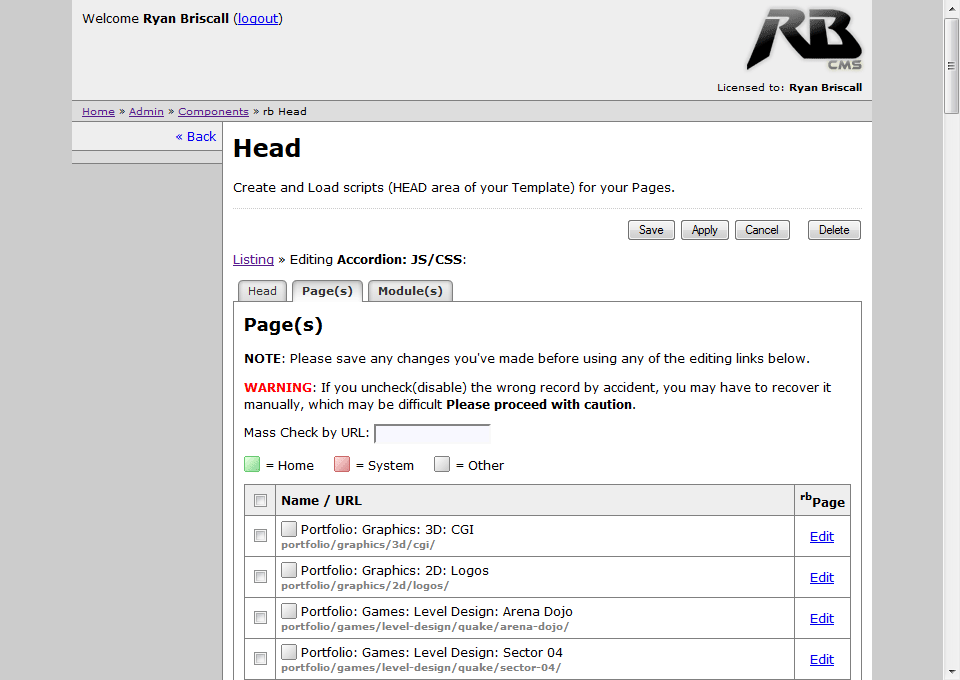 Welcome Ryan Briscall (logout)
RB
CMS
Licensed to: Ryan Briscall
Home » Admin » Components » rb Head
« Back
Head
Create and Load scripts (HEAD area of your Template) for your Pages.
Save Apply Cancel Delete
Listing » Editing Accordion: JS/CSS:
Head Page(s) Module(s)
Page(s)
NOTE: Please save any changes you've made before using any of the editing links below.
WARNING: If you uncheck(disable) the wrong record by accident, you may have to recover it
manually, which may be difficult Please proceed with caution.
Mass Check by URL:
= Home = System = Other
Name / URL rbPage
Portfolio: Graphics: 3D: CGI
portfolio/graphics/3d/cgi/
Edit
Portfolio: Graphics: 2D: Logos
portfolio/graphics/2d/logos/
Edit
Portfolio: Games: Level Design: Arena Dojo
portfolio/games/level-design/quake/arena-dojo/
Edit
Portfolio: Games: Level Design: Sector 04
portfolio/games/level-design/quake/sector-04/
Edit